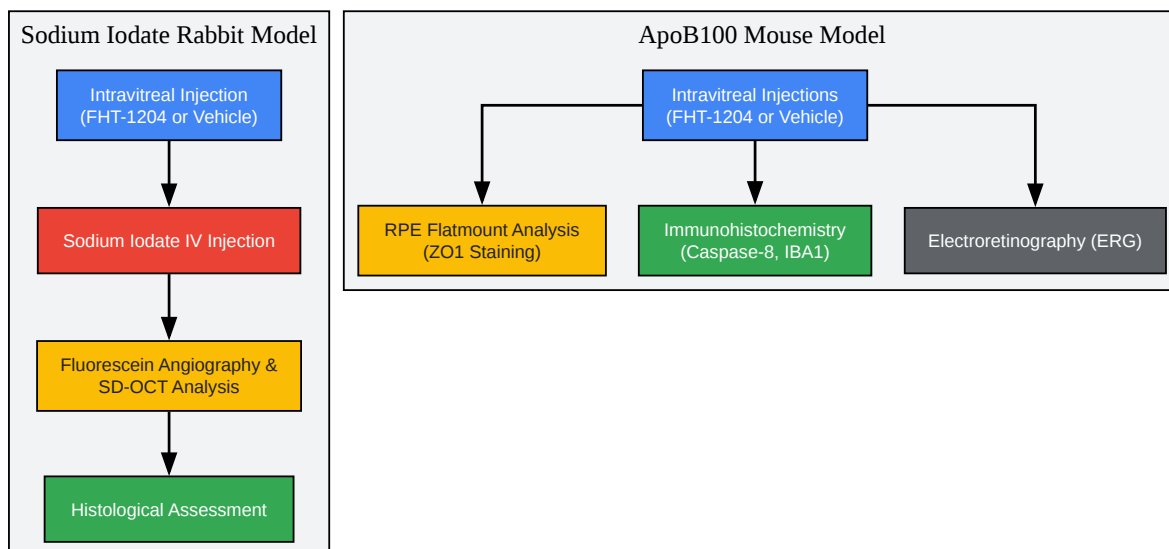 Sodium Iodate Rabbit Model
Intravitreal Injection
(FHT-1204 or Vehicle)
Sodium Iodate IV Injection
Fluorescein Angiography &
SD-OCT Analysis
Histological Assessment
ApoB100 Mouse Model
Intravitreal Injections
(FHT-1204 or Vehicle)
RPE Flatmount Analysis
(ZO1 Staining)
Immunohistochemistry
(Caspase-8, IBA1)
Electroretinography (ERG)